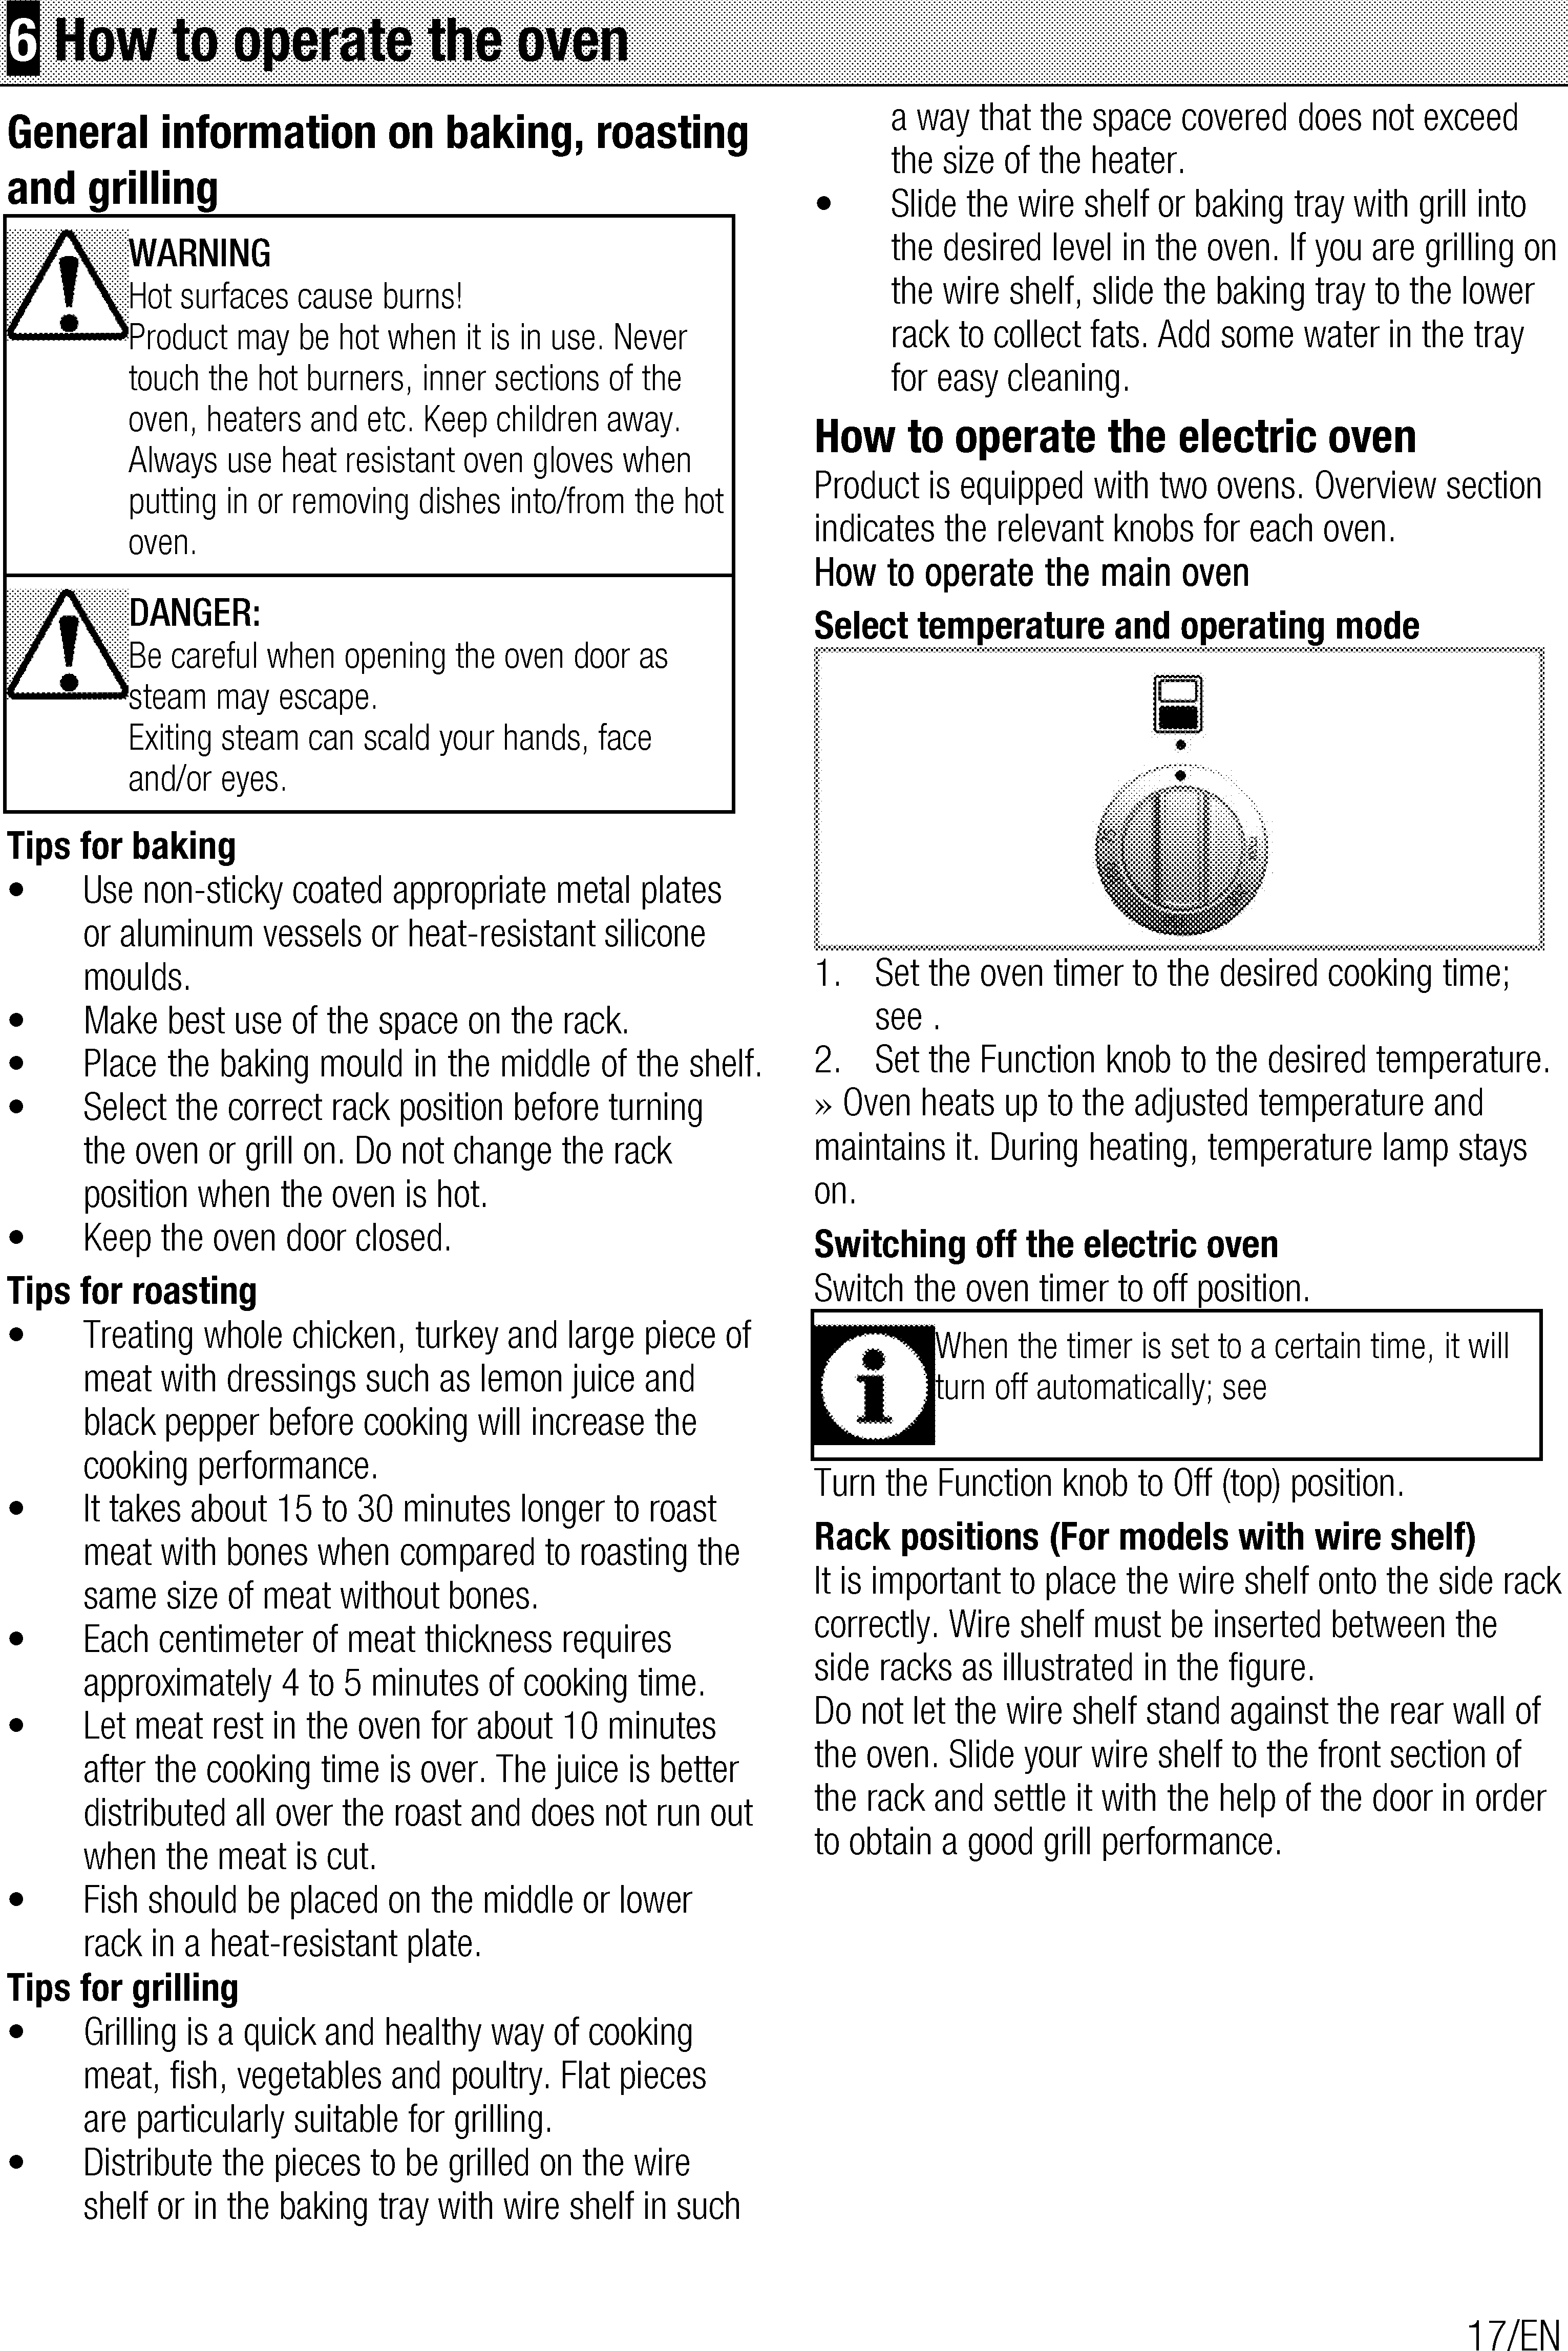 6 How to operate the oven
General information on baking, roasting
and grilling
WARNING
Hot surfaces cause burns!
Product may be hot when it is in use. Never
touch the hot burners, inner sections of the
oven, heaters and etc. Keep children away.
Always use heat resistant oven gloves when
putting in or removing dishes into/from the hot
oven.
DANGER:
Be careful when opening the oven door as
steam may escape.
Exiting steam can scald your hands, face
and/or eyes.
Tips for baking
• Use non-sticky coated appropriate metal plates
or aluminum vessels or heat-resistant silicone
moulds.
• Make best use of the space on the rack.
• Place the baking mould in the middle of the shelf.
• Select the correct rack position before turning
the oven or grill on. Do not change the rack
position when the oven is hot.
• Keep the oven door closed.
Tips for roasting
• Treating whole chicken, turkey and large piece of
meat with dressings such as lemon juice and
black pepper before cooking will increase the
cooking performance.
• It takes about 15 to 30 minutes longer to roast
meat with bones when compared to roasting the
same size of meat without bones.
• Each centimeter of meat thickness requires
approximately 4 to 5 minutes of cooking time.
• Let meat rest in the oven for about 10 minutes
after the cooking time is over. The juice is better
distributed all over the roast and does not run out
when the meat is cut.
• Fish should be placed on the middle or lower
rack in a heat-resistant plate.
Tips for grilling
• Grilling is a quick and healthy way of cooking
meat, fish, vegetables and poultry. Flat pieces
are particularly suitable for grilling.
• Distribute the pieces to be grilled on the wire
shelf or in the baking tray with wire shelf in such
a way that the space covered does not exceed
the size of the heater.
• Slide the wire shelf or baking tray with grill into
the desired level in the oven. If you are grilling on
the wire shelf, slide the baking tray to the lower
rack to collect fats. Add some water in the tray
for easy cleaning.
How to operate the electric oven
Product is equipped with two ovens. Overview section
indicates the relevant knobs for each oven.
How to operate the main oven
Select temperature and operating mode
1. Set the oven timer to the desired cooking time;
see .
2. Set the Function knob to the desired temperature.
» Oven heats up to the adjusted temperature and
maintains it. During heating, temperature lamp stays
on.
Switching off the electric oven
Switch the oven timer to off position.
When the timer is set to a certain time, it will
turn off automatically; see
Turn the Function knob to Off (top) position.
Rack positions (For models with wire shelf)
It is important to place the wire shelf onto the side rack
correctly. Wire shelf must be inserted between the
side racks as illustrated in the figure.
Do not let the wire shelf stand against the rear wall of
the oven. Slide your wire shelf to the front section of
the rack and settle it with the help of the door in order
to obtain a good grill performance.
17/EN